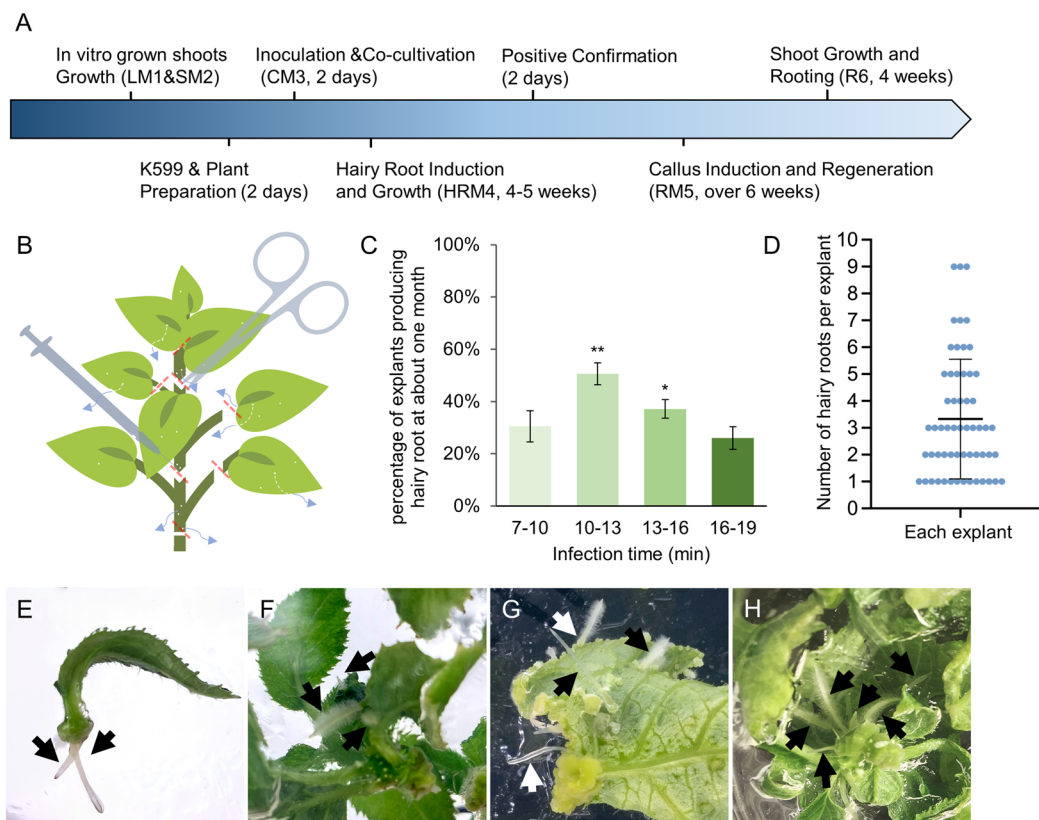 A
In vitro grown shoots
Growth (LM1&SM2)
Inoculation &Co-cultivation
(CM3, 2 days)
Positive Confirmation
(2 days)
Shoot Growth and
Rooting (R6, 4 weeks)
K599 & Plant
Preparation (2 days)
Hairy Root Induction
and Growth (HRM4, 4-5 weeks)
Callus Induction and Regeneration
(RM5, over 6 weeks)
B
C
percentage of explants producing
hairy root at about one month
100%
80%
60%
40%
20%
0%
**
*
7-10
10-13
13-16
16-19
Infection time (min)
D
Number of hairy roots per explant
10
9
8
7
6
5
4
3
2
1
0
Each explant
E
F
G
H